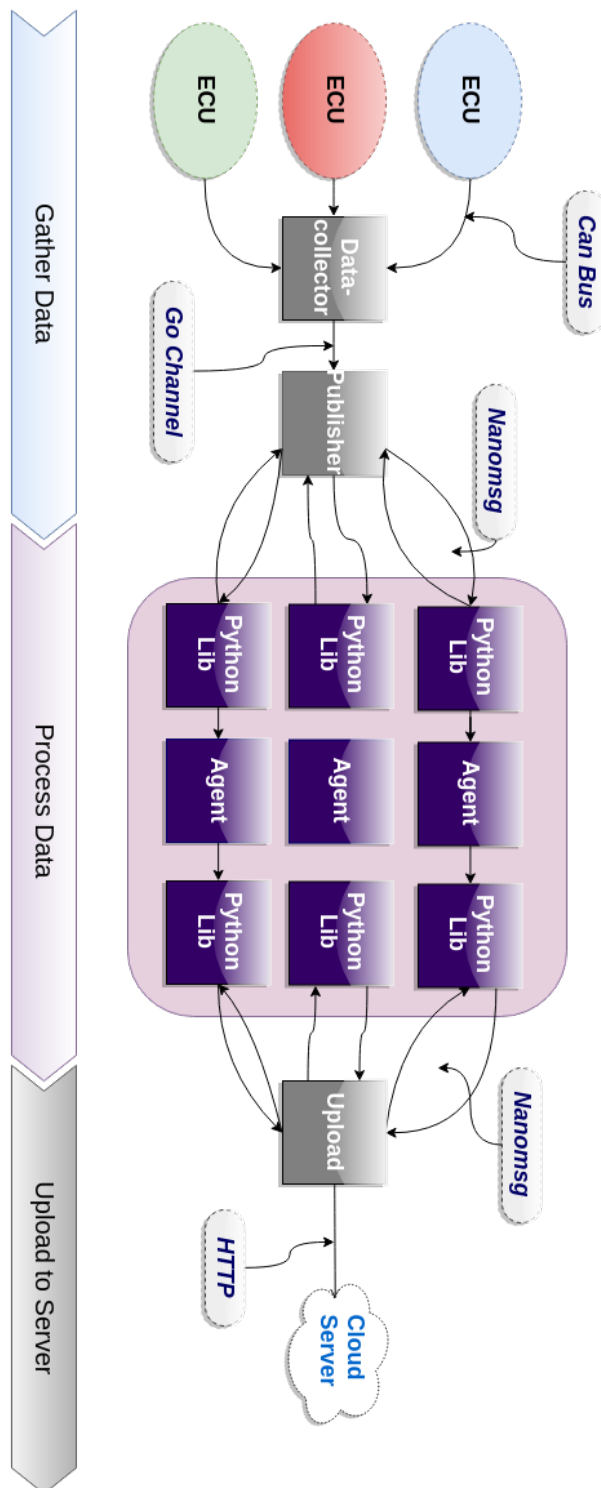 Can Bus
Nanomsg
Nanomsg
ECU
Python
Lib
Agent
Python
Lib
ECU
Data-
collector
Publisher
Python
Lib
Agent
Python
Lib
Upload
Cloud
Server
ECU
Python
Lib
Agent
Python
Lib
Go Channel
HTTP
Gather Data
Process Data
Upload to Server